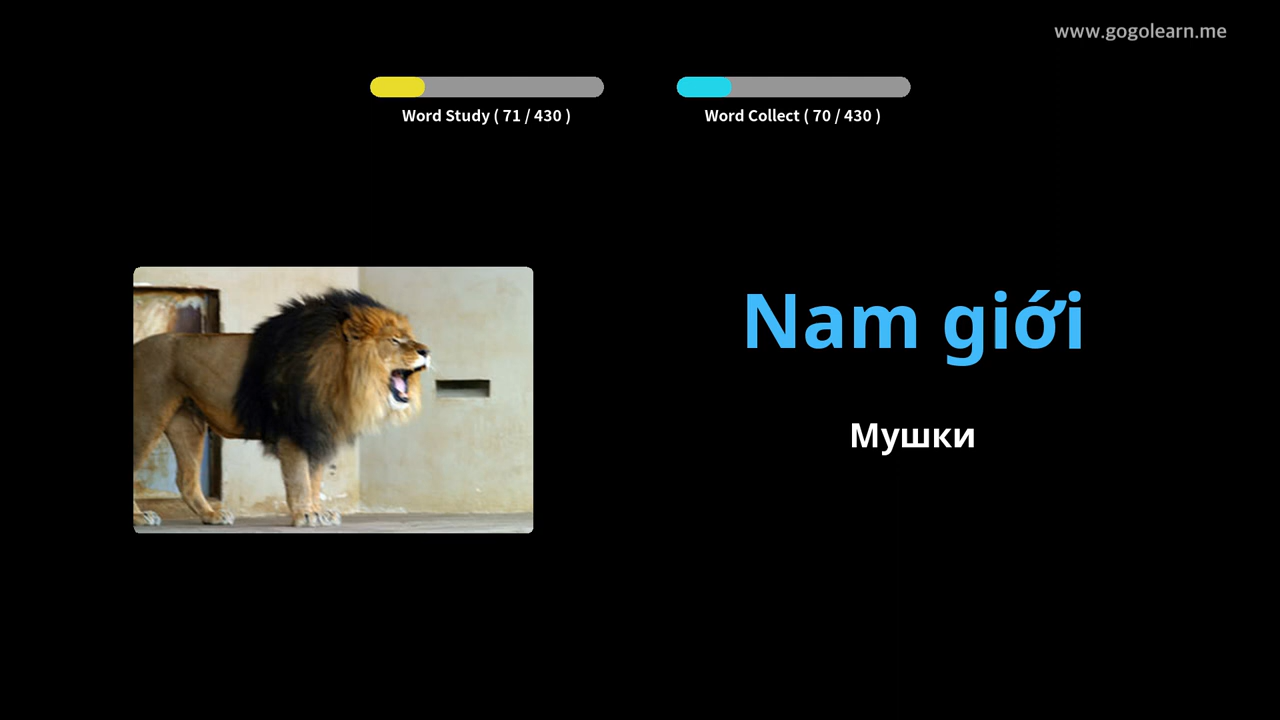 www.gogolearn.me
Word Study ( 71 / 430 )
Word Collect ( 70 / 430 )
Nam giới
Мушки